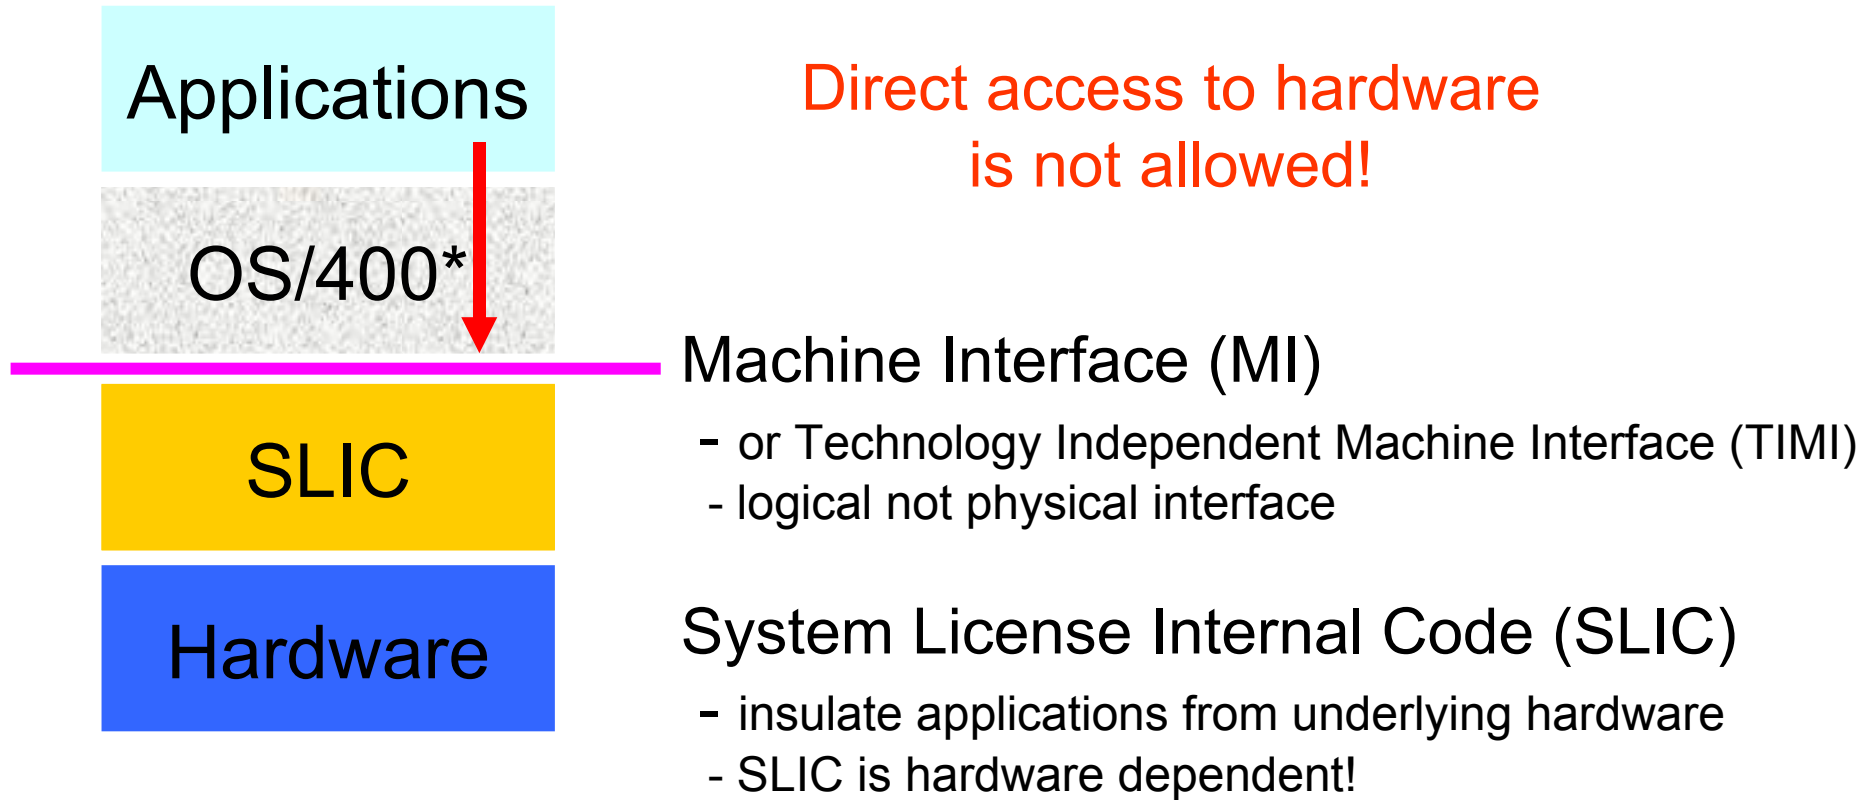 Applications
Direct access to hardware
is not allowed!
OS/400*
Machine Interface (MI)
- or Technology Independent Machine Interface (TIMI)
- logical not physical interface
SLIC
Hardware
System License Internal Code (SLIC)
- insulate applications from underlying hardware
- SLIC is hardware dependent!